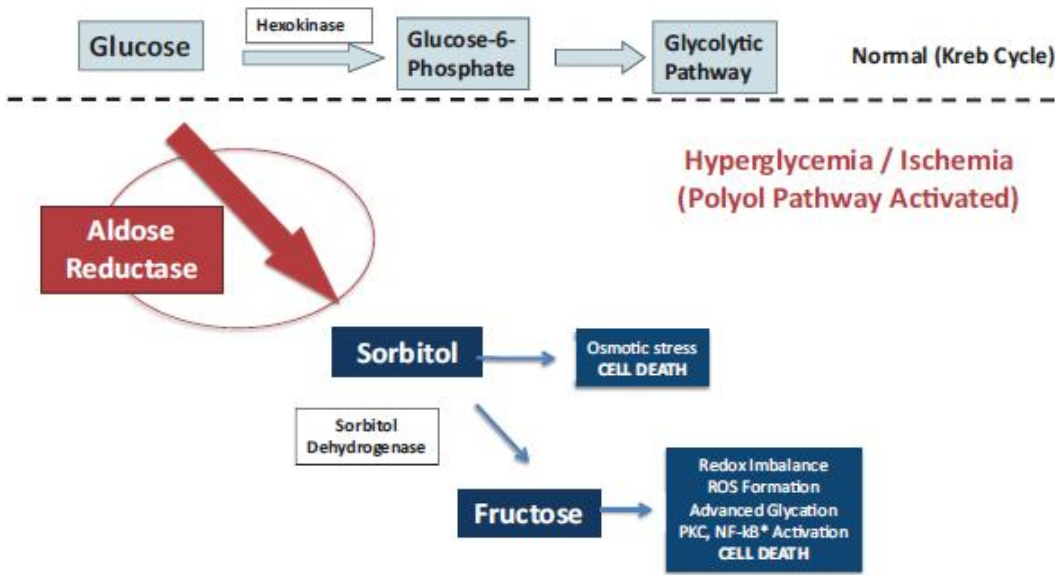 Glucose
Hexokinase
Glucose-6-
Phosphate
Glycolytic
Pathway
Normal (Kreb Cycle)
Hyperglycemia / Ischemia
(Polyol Pathway Activated)
Aldose
Reductase
Sorbitol
Osmotic stress
CELL DEATH
Sorbitol
Dehydrogenase
Fructose
Redox Imbalance
ROS Formation
Advanced Glycation
PKC, NF-kB* Activation
CELL DEATH